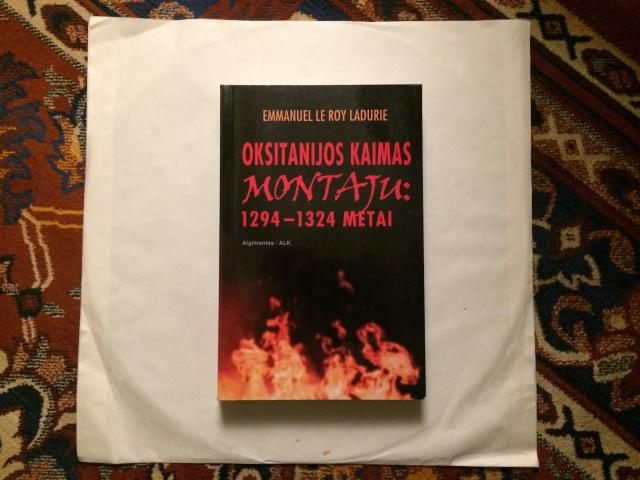 EMMANUEL LE ROY LADURIE
OKSITANIJOS KAIMAS
MONTAJU:
1294–1324 METAI
Algimantas / ALK